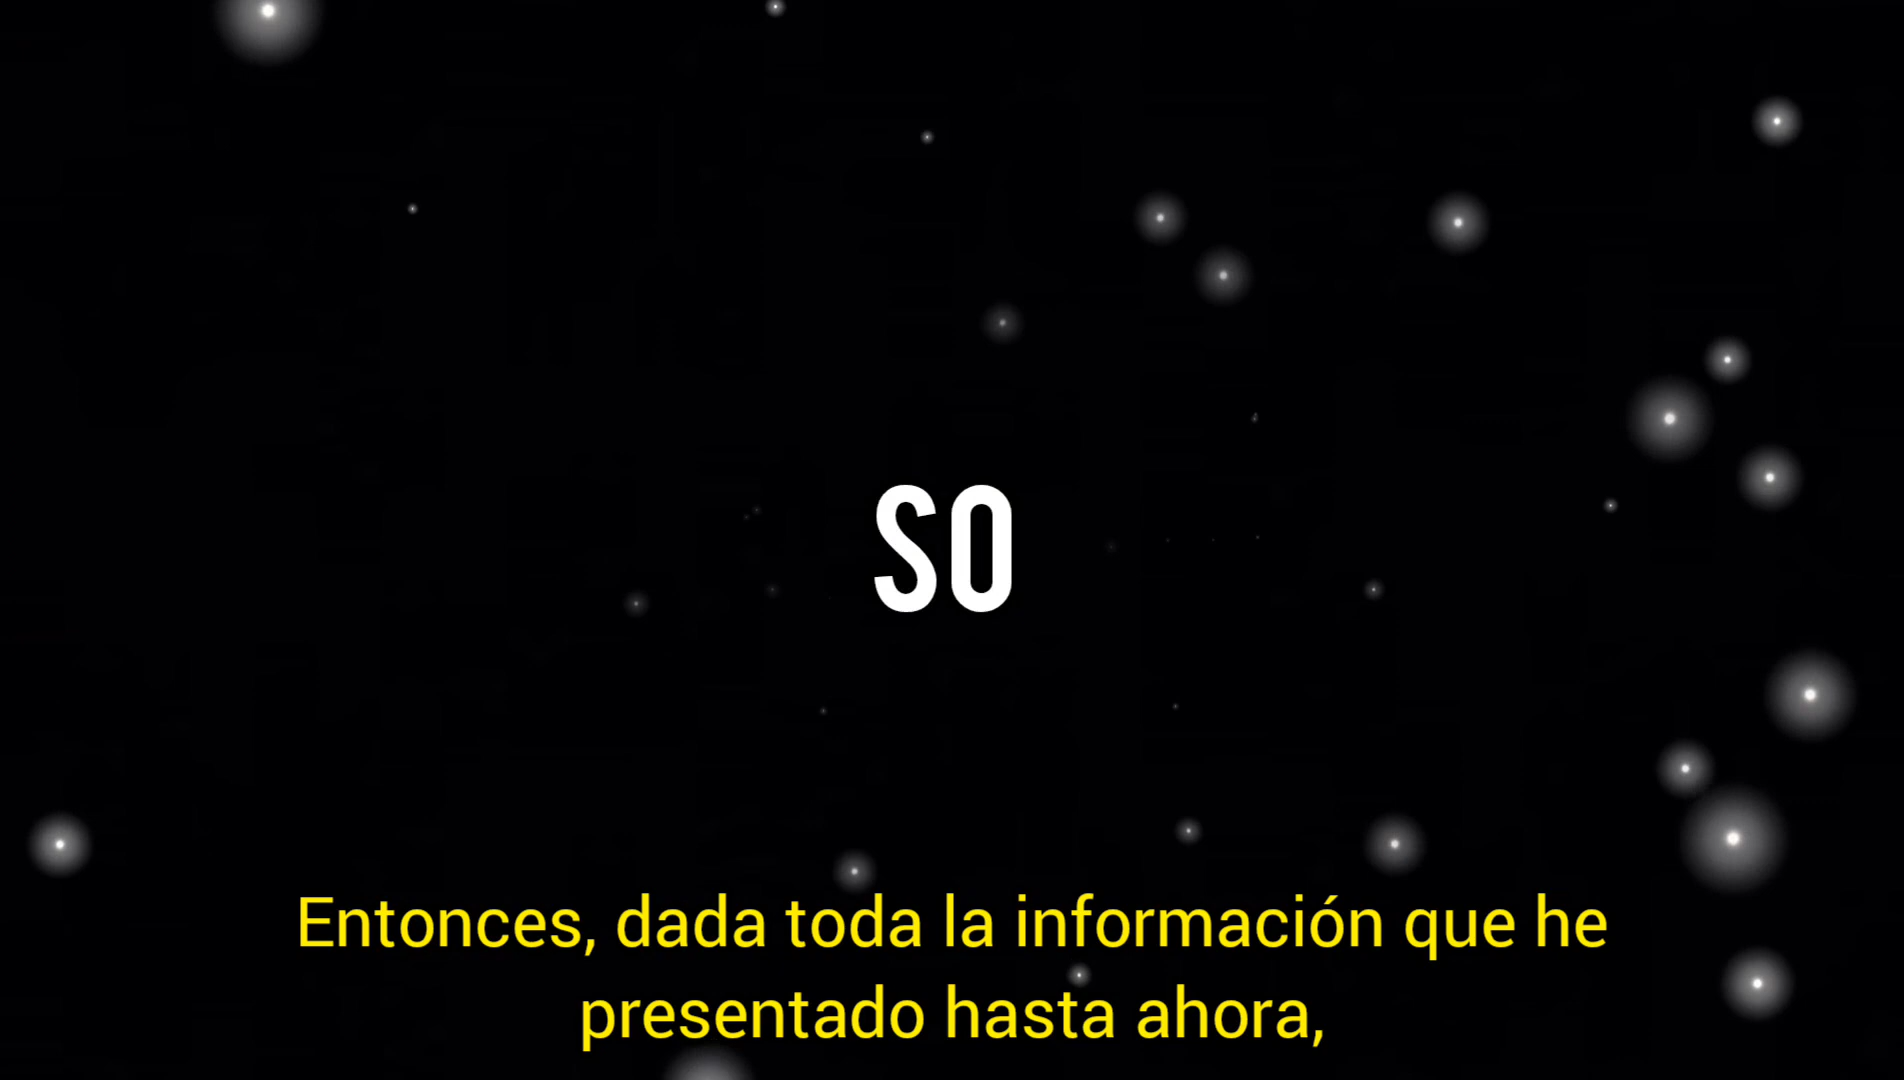 SO
Entonces, dada toda la información que he
presentado hasta ahora,